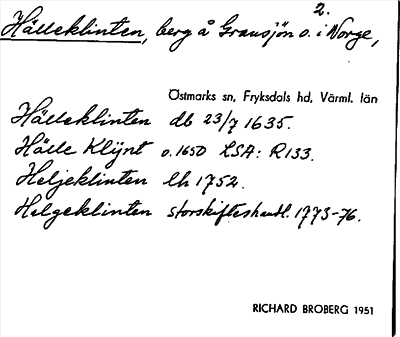 2.
Hälleklinten, berg å Gransjön o. i Norge,
Östmarks sn, Fryksdals hd, Värml. län
Hälleklinten db 23/7 1635.
Hälle Klijnt o.1650 LSA: R133.
Heljeklinten lh 1752.
Helgeklinten storskifteshandl. 1773-76.
RICHARD BROBERG 1951